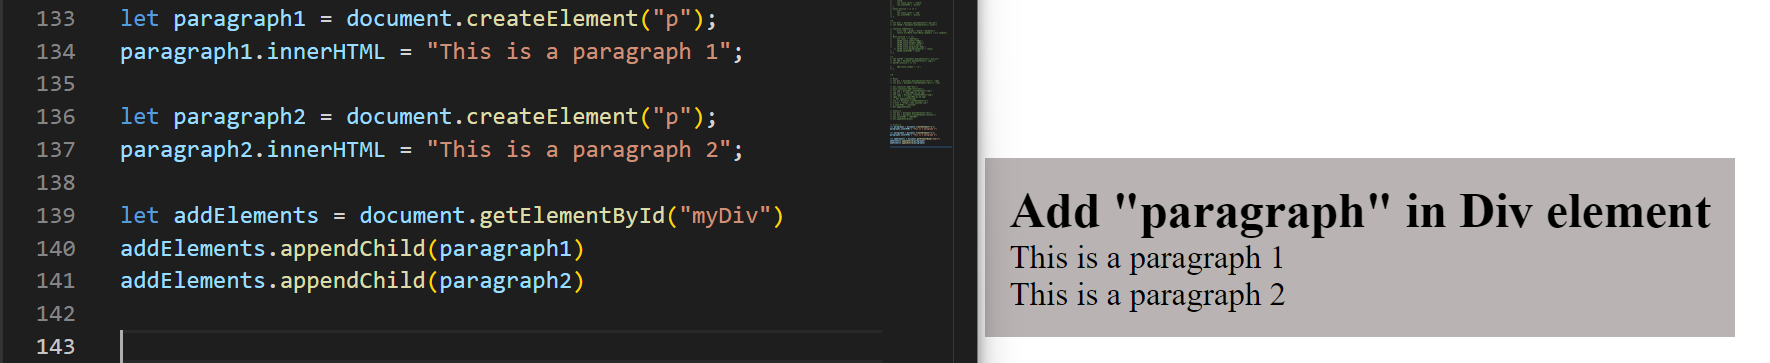 133 let paragraph1 = document.createElement("p");
134 paragraph1.innerHTML = "This is a paragraph 1";
135
136 let paragraph2 = document.createElement("p");
137 paragraph2.innerHTML = "This is a paragraph 2";
138
139 let addElements = document.getElementById("myDiv")
140 addElements.appendChild(paragraph1)
141 addElements.appendChild(paragraph2)
142
143
Add "paragraph" in Div element
This is a paragraph 1
This is a paragraph 2